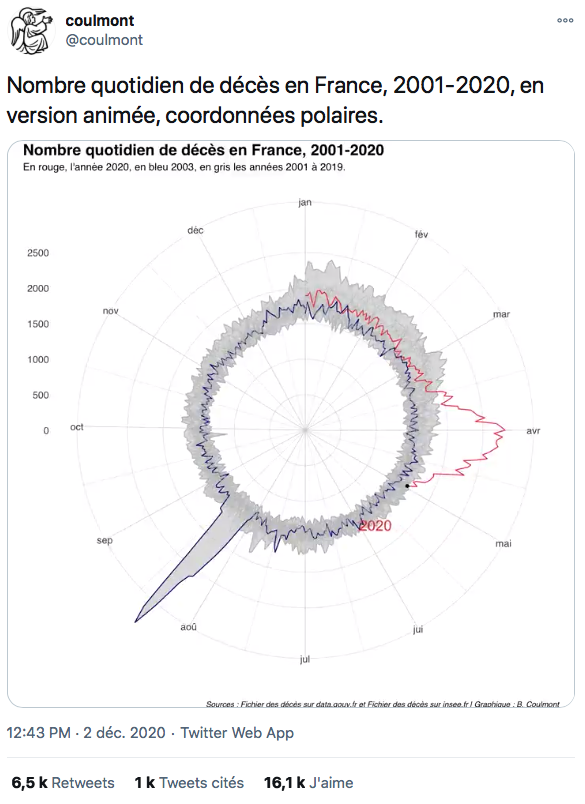 coulmont
@coulmont
Nombre quotidien de décès en France, 2001-2020, en
version animée, coordonnées polaires.
Nombre quotidien de décès en France, 2001-2020
En rouge, l'année 2020, en bleu 2003, en gris les années 2001 à 2019.
jan
fév
mar
avr
mai
jui
jul
aoû
sep
oct
nov
déc
2500
2000
1500
1000
500
0
2020
Sources : Fichier des décès sur data.gouv.fr et Fichier des décès sur insee.fr I Graphique : B. Coulmont
12:43 PM · 2 déc. 2020 · Twitter Web App
6,5 k Retweets 1 k Tweets cités 16,1 k J'aime